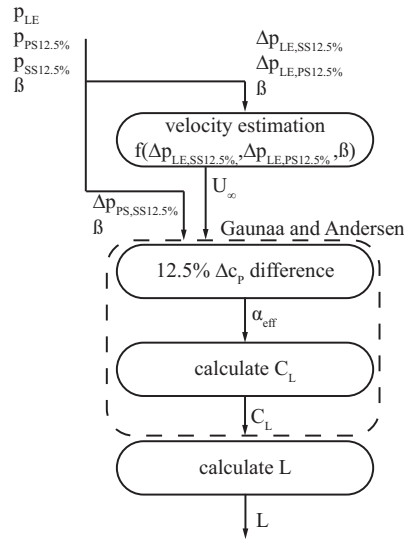 p_LE
p_PS12.5%
p_SS12.5%
ß
Δp_LE,SS12.5%
Δp_LE,PS12.5%
ß
velocity estimation
f(Δp_LE,SS12.5%,,Δp_LE,PS12.5%,ß)
U_∞
Δp_PS,SS12.5%
ß
Gaunaa and Andersen
12.5% Δc_P difference
α_eff
calculate C_L
C_L
calculate L
L